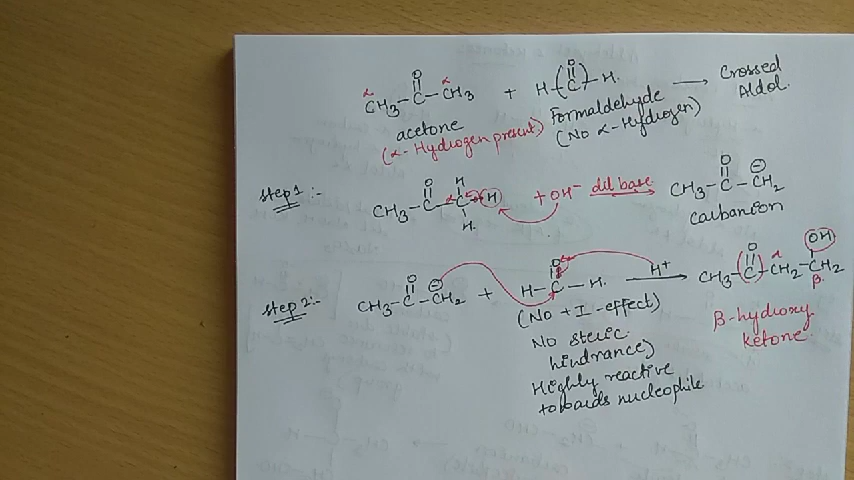 α O α O
CH3-C-CH3 + H-(C)-H. → Crossed Aldol.
acetone Formaldehyde
(α-Hydrogen present) (No α-Hydrogen)
Step 1:-
O H O ⊖
CH3-C-C-H + OH- dil base CH3-C-CH2
H.
carbanion
Step 2:-
O ⊖ O O OH
CH3-C-CH2 + H-C-H. H+ CH3-(C)-CH2-CH2
α β
(No +I-effect)
No steric
hindrance)
Highly reactive
towards nucleophile
β-hydroxy
ketone.